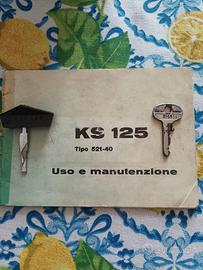 KS 125
Tipo 521-40
Uso e manutenzione